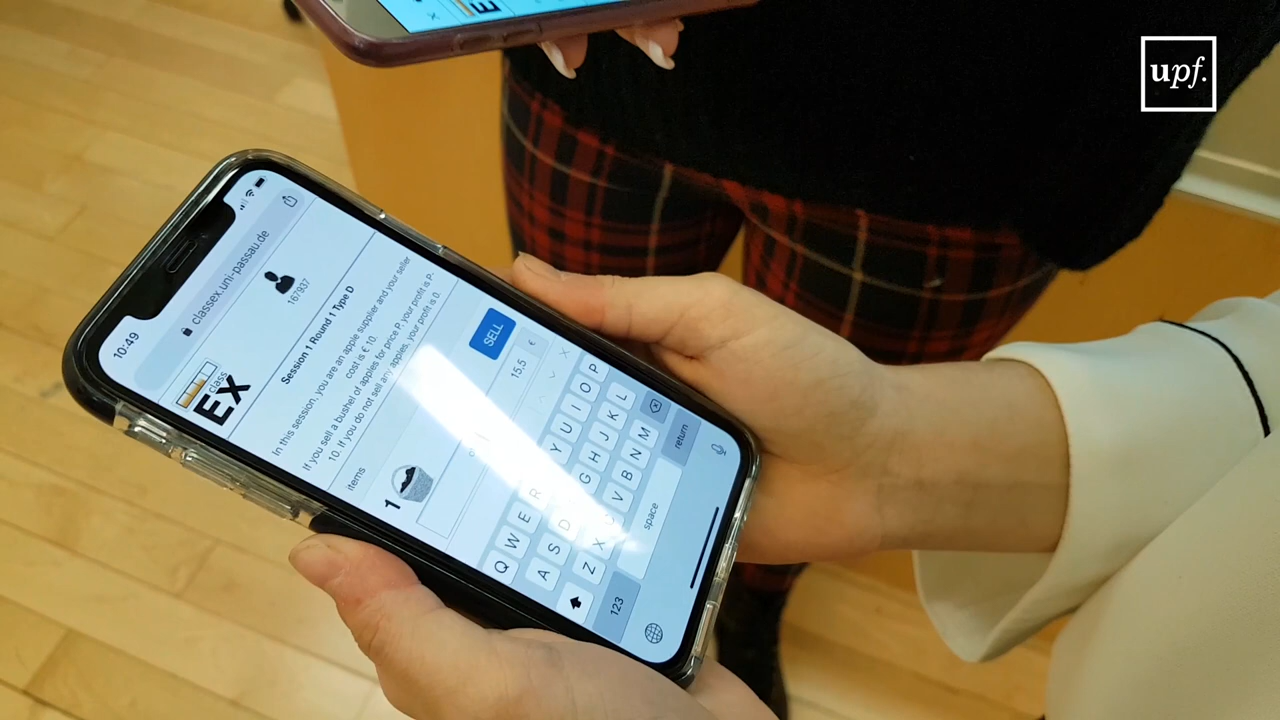 upf.
10:49
classex.uni-passau.de
class
EX
167937
Session 1 Round 1 Type D
In this session, you are an apple supplier and your seller
cost is € 10.
If you sell a bushel of apples for price P, your profit is P-
10. If you do not sell any apples, your profit is 0.
items
1
SELL
15.5 €
Q W E R Y U I O P
A S D G H J K L
Z X V B N M
123
space
return